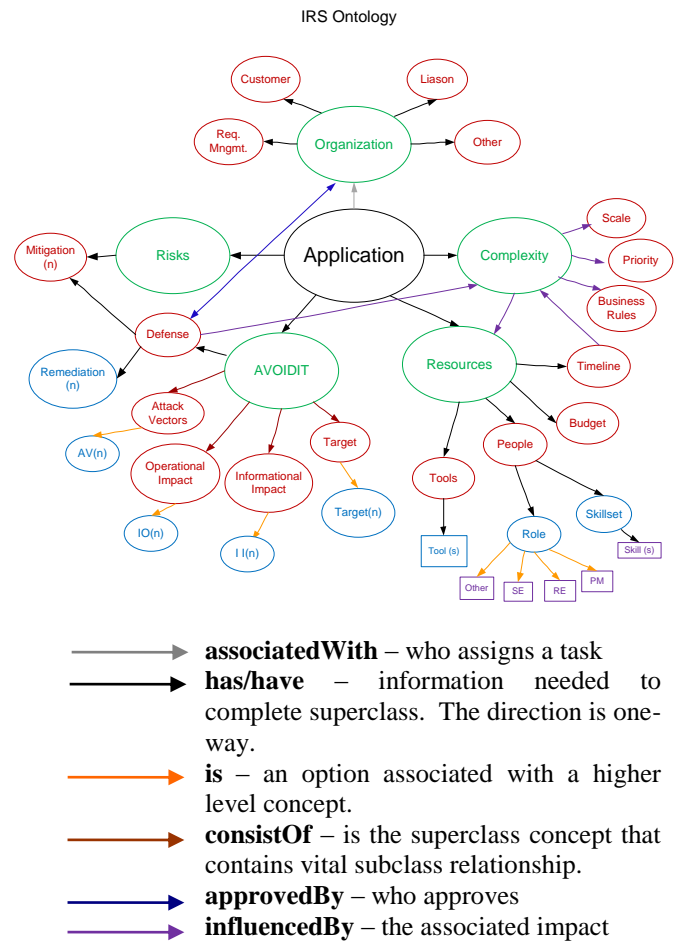 IRS Ontology
Customer
Liason
Organization
Req.
Mngmt.
Other
Mitigation
(n)
Risks
Application
Complexity
Scale
Priority
Business
Rules
Defense
Remediation
(n)
AVOIDIT
Resources
Timeline
Attack
Vectors
Budget
AV(n)
Operational
Impact
Informational
Impact
Target
Tools
People
IO(n)
I I(n)
Target(n)
Tool (s)
Role
Skillset
Skill (s)
Other
SE
RE
PM
associatedWith – who assigns a task
has/have – information needed to
complete superclass. The direction is one-
way.
is – an option associated with a higher
level concept.
consistOf – is the superclass concept that
contains vital subclass relationship.
approvedBy – who approves
influencedBy – the associated impact